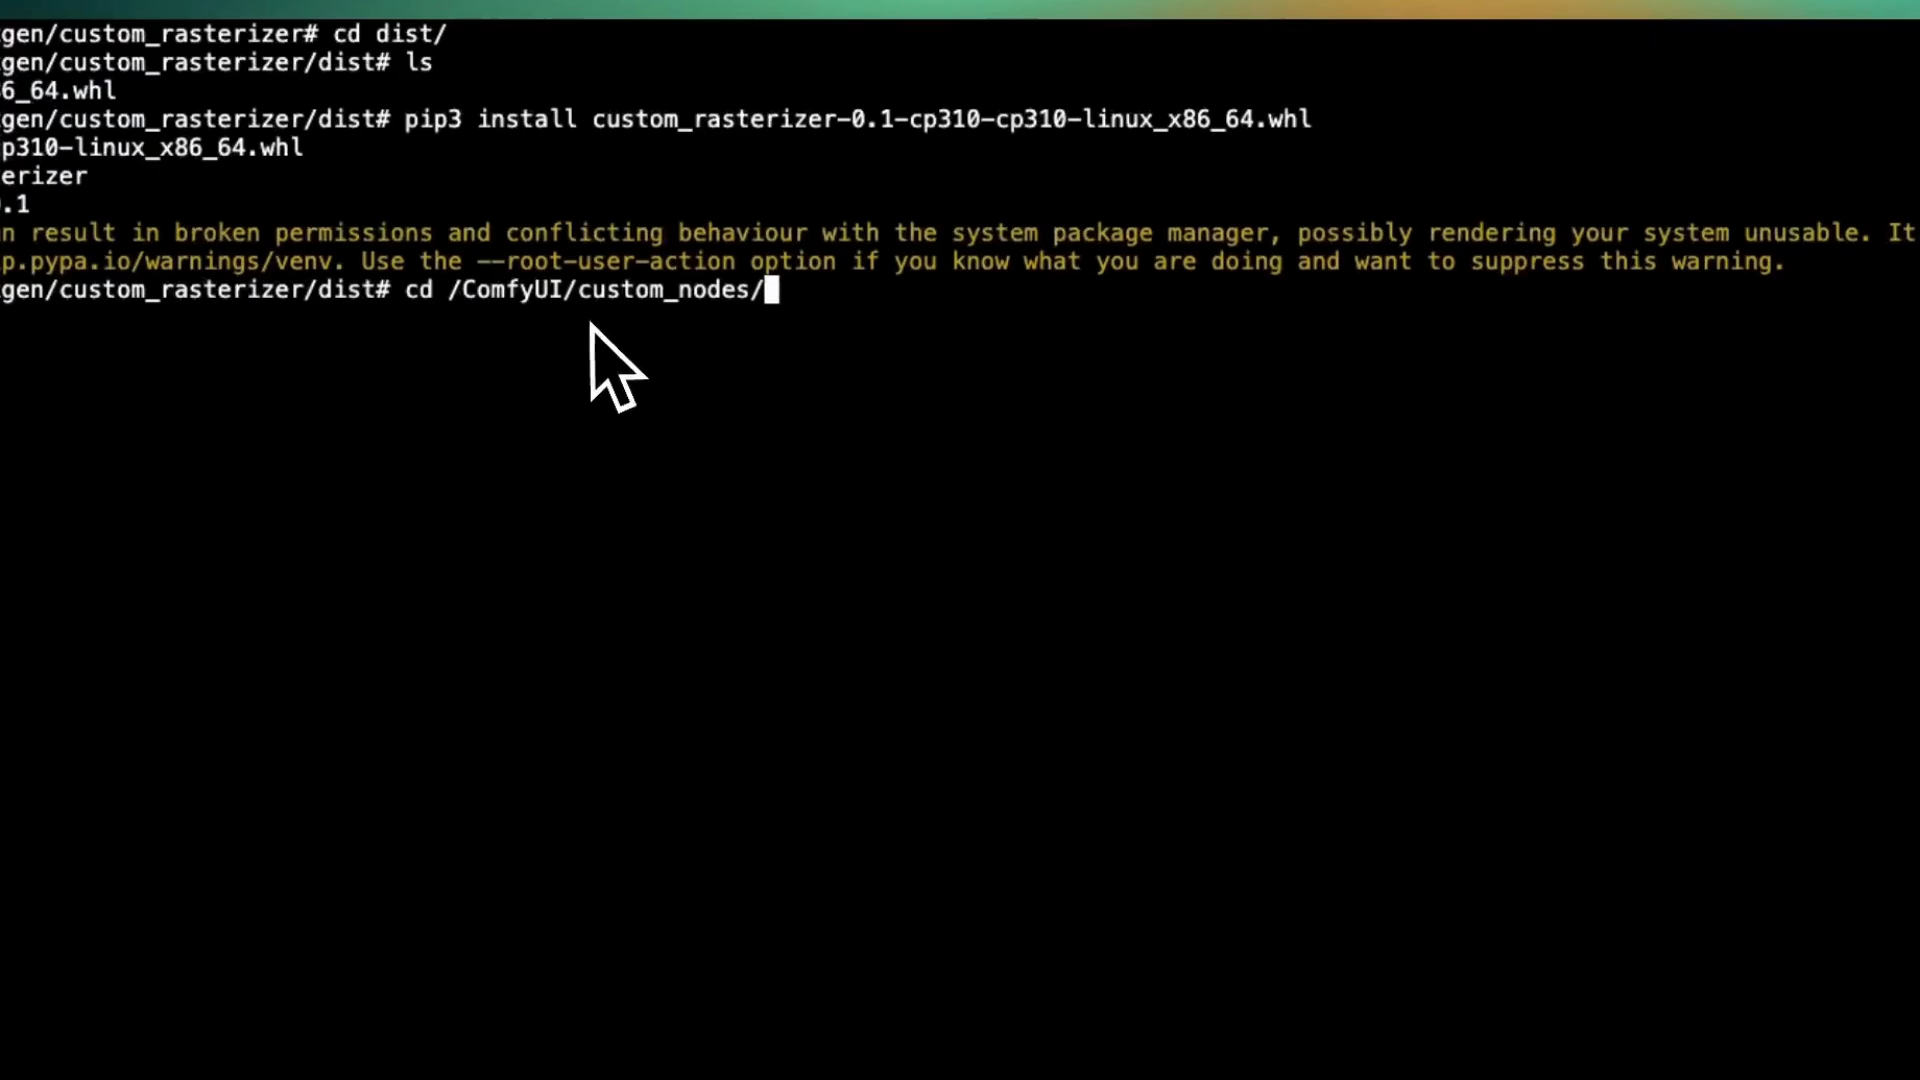 gen/custom_rasterizer# cd dist/
gen/custom_rasterizer/dist# ls
6_64.whl
gen/custom_rasterizer/dist# pip3 install custom_rasterizer-0.1-cp310-cp310-linux_x86_64.whl
p310-linux_x86_64.whl
erizer
.1
n result in broken permissions and conflicting behaviour with the system package manager, possibly rendering your system unusable. It
p.pypa.io/warnings/venv. Use the --root-user-action option if you know what you are doing and want to suppress this warning.
gen/custom_rasterizer/dist# cd /ComfyUI/custom_nodes/